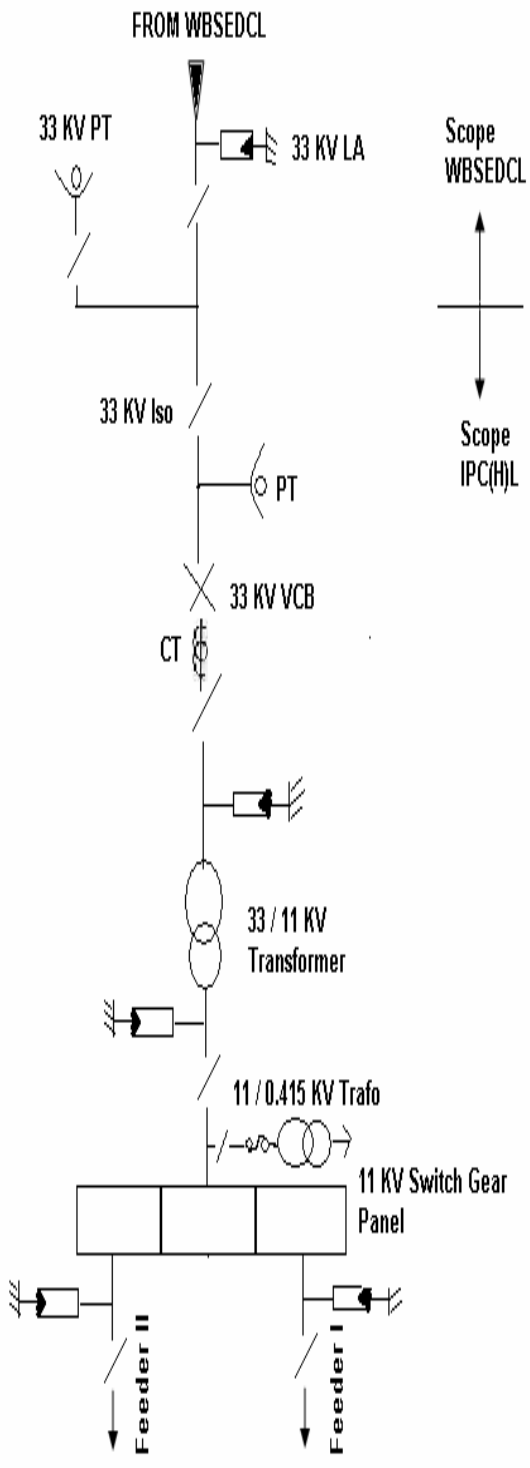 FROM WBSEDCL
33 KV PT
33 KV LA
Scope
WBSEDCL
33 KV Iso
Scope
IPC(H)L
PT
33 KV VCB
CT
33 / 11 KV
Transformer
11 / 0.415 KV Trafo
11 KV Switch Gear
Panel
Feeder II
Feeder I